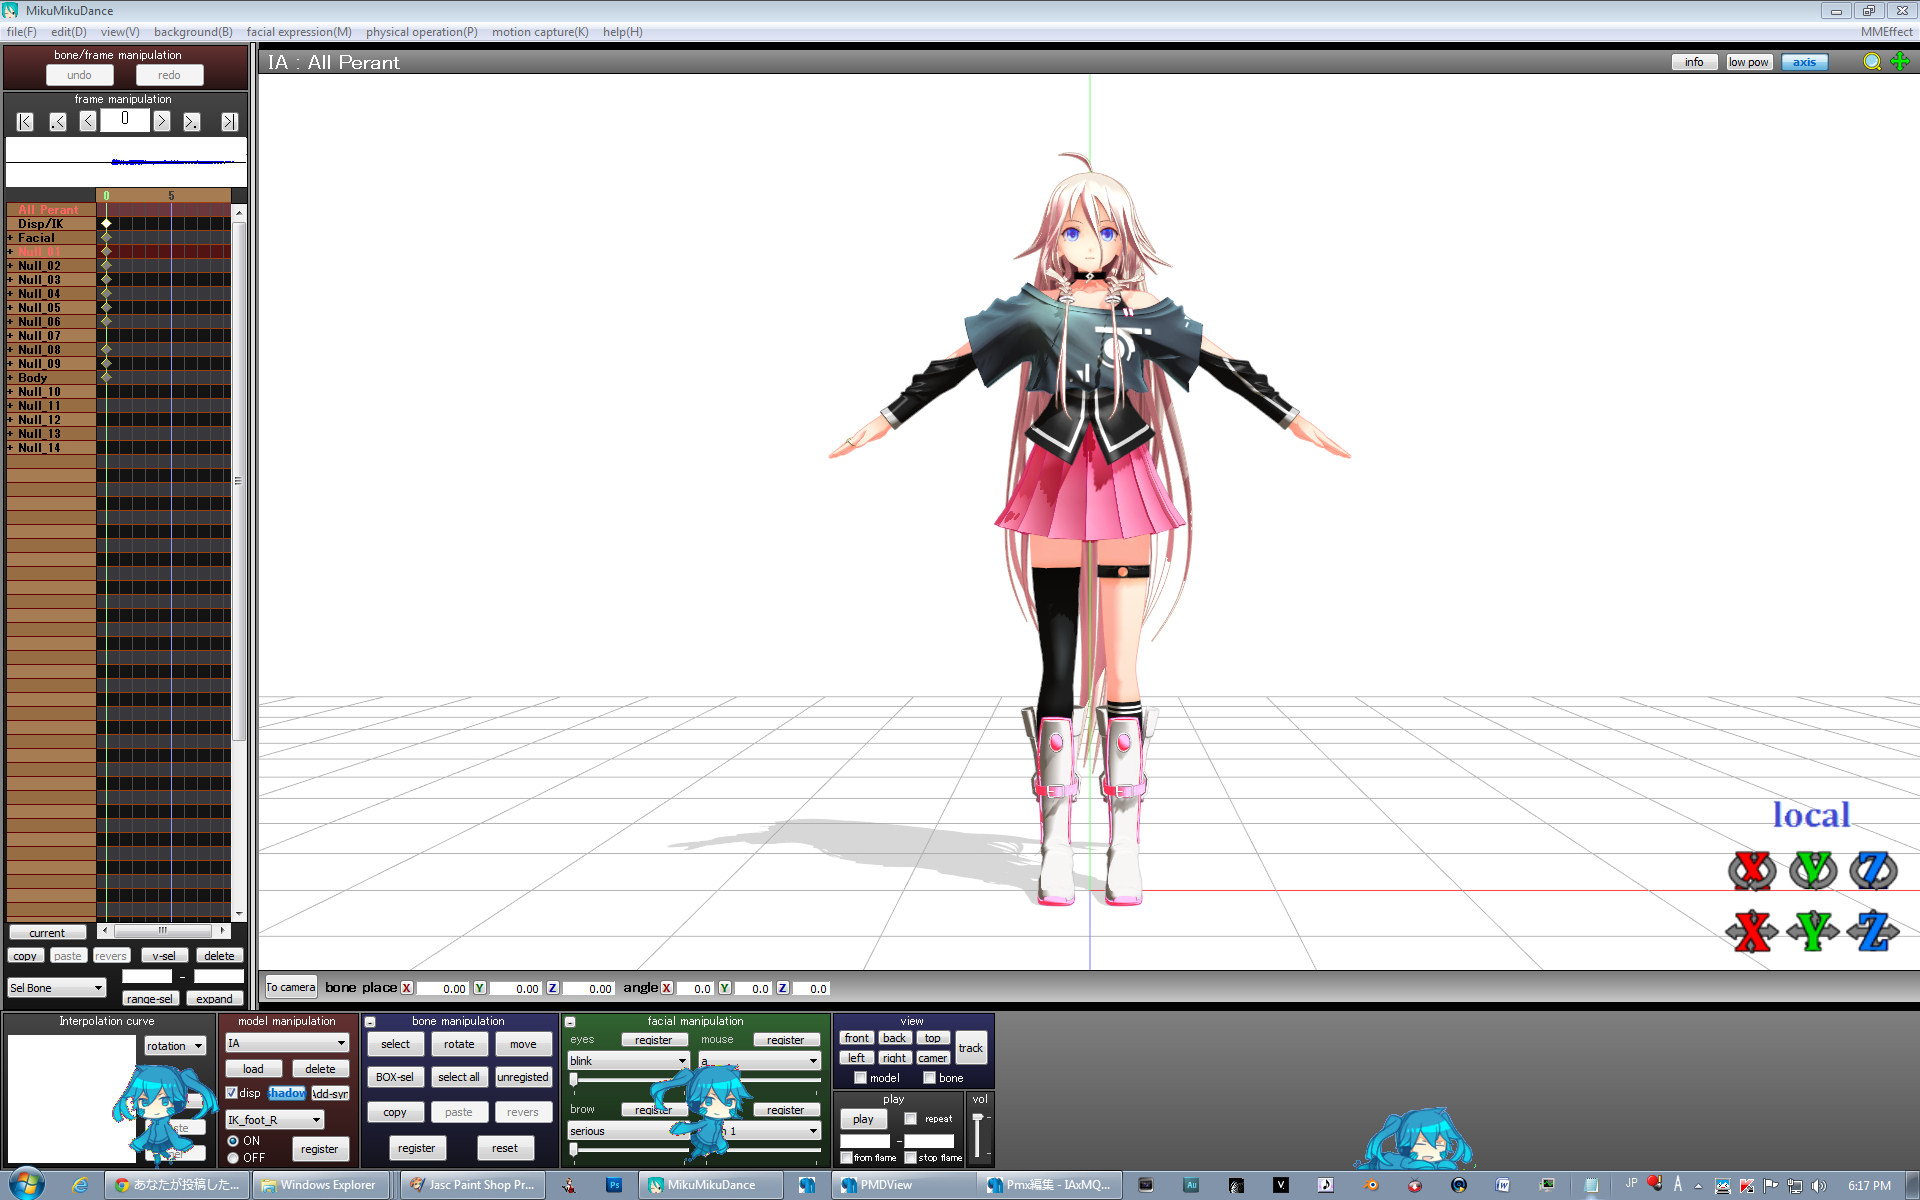 MikuMikuDance
file(F) edit(D) view(V) background(B) facial expression(M) physical operation(P) motion capture(K) help(H) MMEffect
bone/frame manipulation
undo redo
frame manipulation
0
IA : All Perant
info low pow axis
0 5
All Perant
Disp/IK
+ Facial
+ Null_01
+ Null_02
+ Null_03
+ Null_04
+ Null_05
+ Null_06
+ Null_07
+ Null_08
+ Null_09
+ Body
+ Null_10
+ Null_11
+ Null_12
+ Null_13
+ Null_14
local
X Y Z
X Y Z
current
copy paste revers v-sel delete
Sel Bone -
range-sel expand
To camera bone place X 0.00 Y 0.00 Z 0.00 angle X 0.0 Y 0.0 Z 0.0
Interpolation curve
rotation
model manipulation
IA
load delete
disp shadow Add-syn
IK_foot_R
ON
OFF
register
bone manipulation
select rotate move
BOX-sel select all unregisted
copy paste revers
register reset
facial manipulation
eyes register mouse register
blink a
brow register register
serious 1
view
front back top
left right camer
track
model bone
play
play repeat
-
from flame stop flame
vol
あなたが投稿した... Windows Explorer Jasc Paint Shop Pr... Ps MikuMikuDance PMDView Pmx編集 - IAxMQ... Au V W JP A 6:17 PM